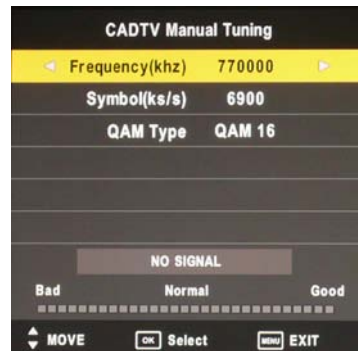 CADTV Manual Tuning
Frequency(khz) 770000
Symbol(ks/s) 6900
QAM Type QAM 16
NO SIGNAL
Bad Normal Good
MOVE OK Select MENU EXIT